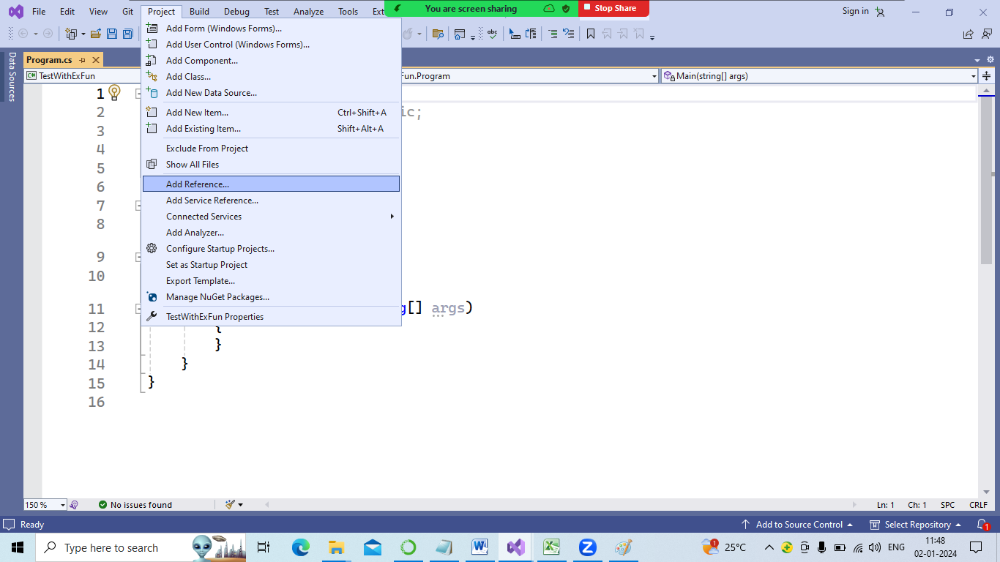 File Edit View Git Project Build Debug Test Analyze Tools Ext
You are screen sharing
Stop Share
Sign in
Data Sources
Program.cs
TestWithExFun
Fun.Program
Main(string[] args)
Add Form (Windows Forms)...
Add User Control (Windows Forms)...
Add Component...
Add Class...
Add New Data Source...
Add New Item... Ctrl+Shift+A
Add Existing Item... Shift+Alt+A
Exclude From Project
Show All Files
Add Reference...
Add Service Reference...
Connected Services
Add Analyzer...
Configure Startup Projects...
Set as Startup Project
Export Template...
Manage NuGet Packages...
TestWithExFun Properties
1
2 ic;
3
4
5
6
7
8
9
10
11 g[] args)
12 {
13 }
14 }
15 }
16
150 % No issues found Ln: 1 Ch: 1 SPC CRLF
Ready Add to Source Control Select Repository 1
Type here to search 1 25°C ENG 11:48
02-01-2024